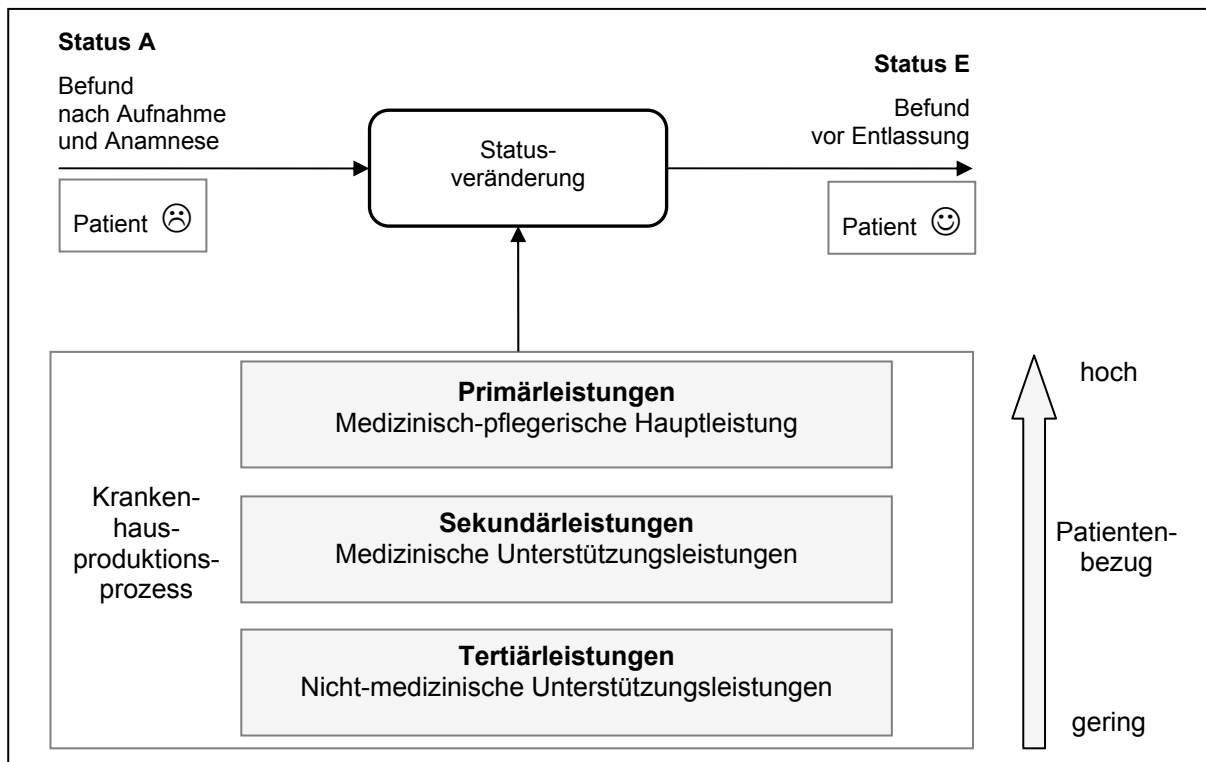 Status A
Befund
nach Aufnahme
und Anamnese
Patient
Status-
veränderung
Status E
Befund
vor Entlassung
Patient
Kranken-
haus-
produktions-
prozess
Primärleistungen
Medizinisch-pflegerische Hauptleistung
Sekundärleistungen
Medizinische Unterstützungsleistungen
Tertiärleistungen
Nicht-medizinische Unterstützungsleistungen
hoch
Patienten-
bezug
gering